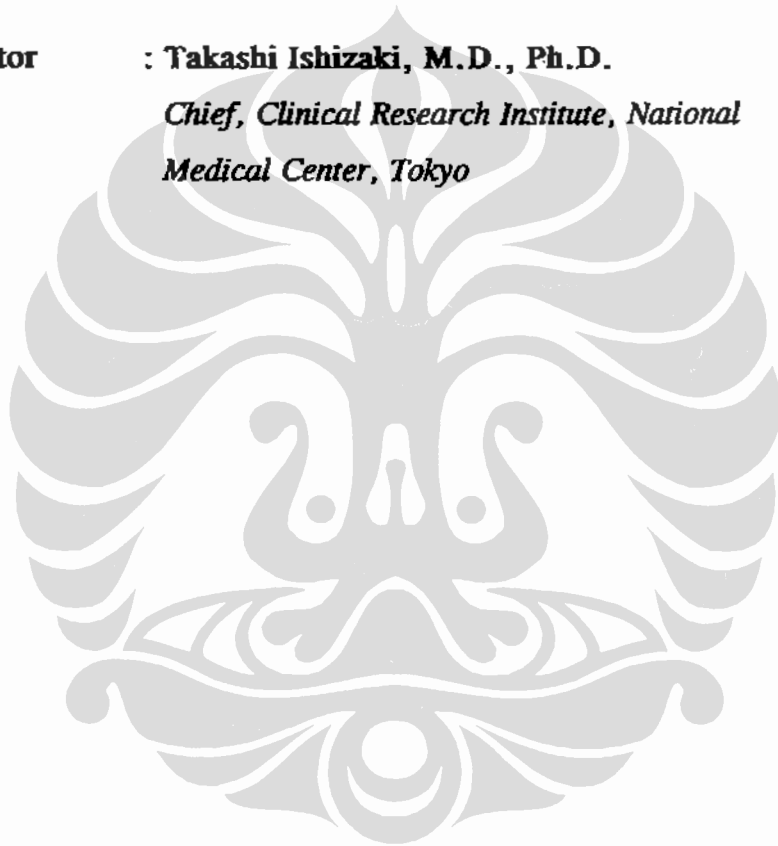 tor : Takashi Ishizaki, M.D., Ph.D.
Chief, Clinical Research Institute, National
Medical Center, Tokyo